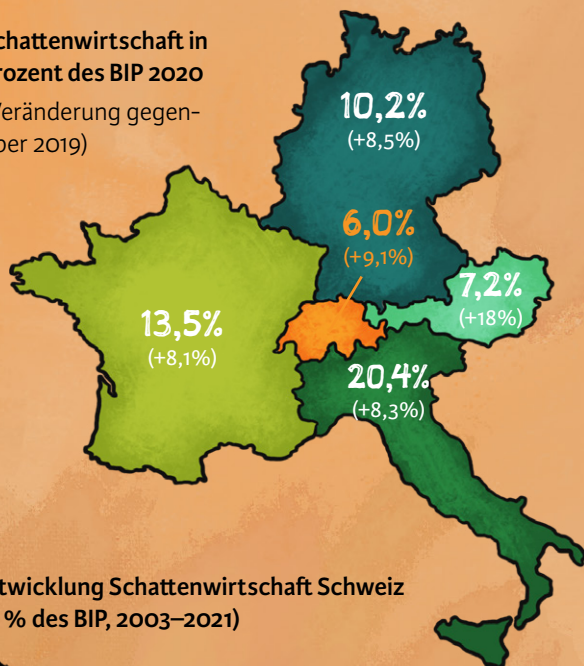 chattenwirtschaft in
rozent des BIP 2020
Veränderung gegen-
ber 2019)
10,2%
(+8,5%)
6,0%
(+9,1%)
7,2%
(+18%)
13,5%
(+8,1%)
20,4%
(+8,3%)
twicklung Schattenwirtschaft Schweiz
% des BIP, 2003–2021)